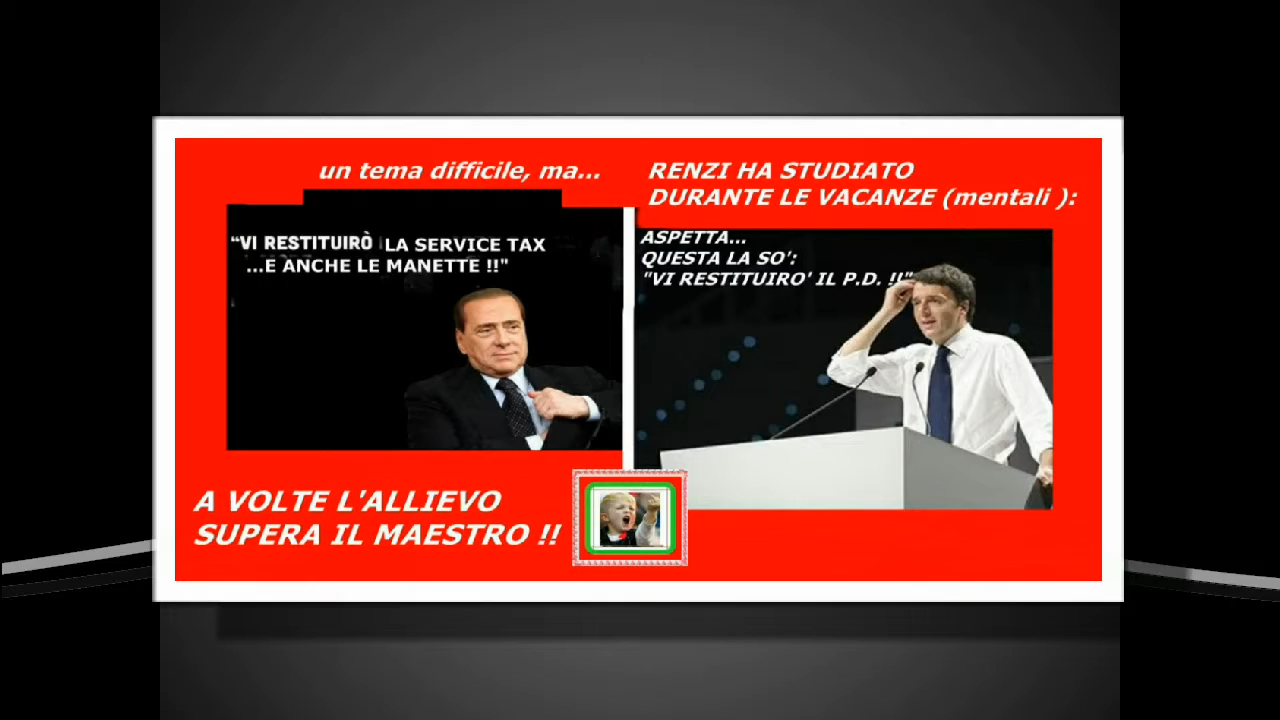 un tema difficile, ma...
"VI RESTITUIRÒ LA SERVICE TAX
...E ANCHE LE MANETTE !!"
RENZI HA STUDIATO
DURANTE LE VACANZE (mentali ):
ASPETTA...
QUESTA LA SO':
"VI RESTITUIRO' IL P.D. !!"
A VOLTE L'ALLIEVO
SUPERA IL MAESTRO !!